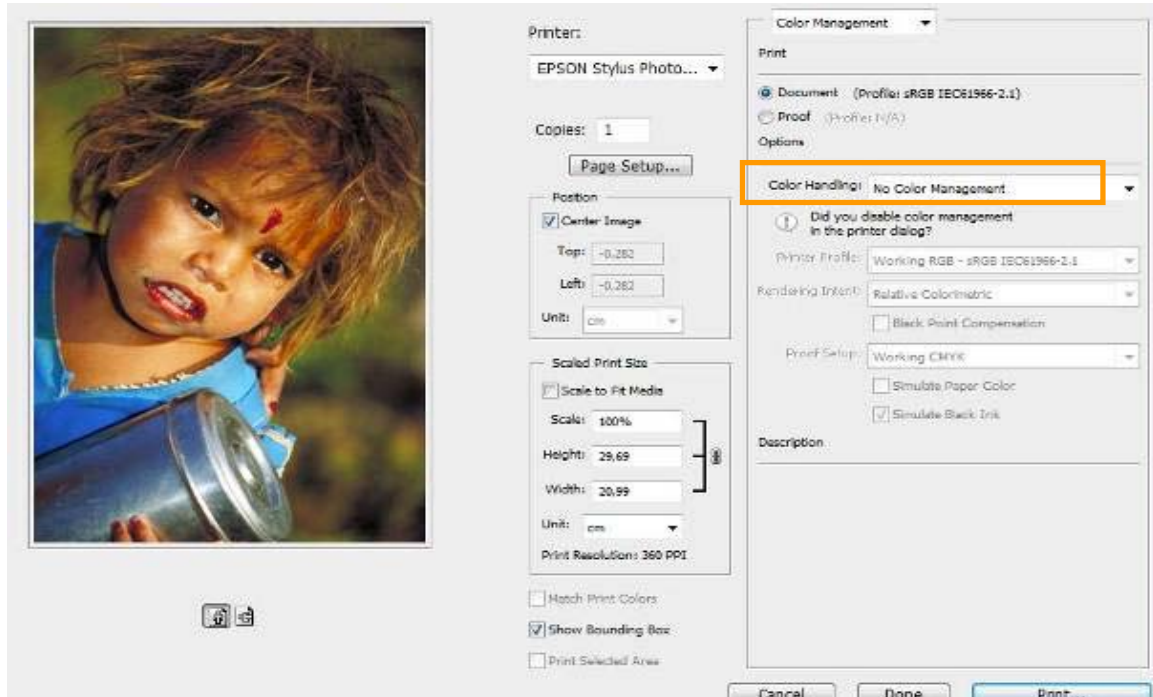 Printer:
EPSON Stylus Photo...
Copies: 1
Page Setup...
Position
Center Image
Top: -0.282
Left: -0.282
Unit: cm
Scaled Print Size
Scale to Fit Media
Scale: 100%
Height: 29,69
Width: 20,99
Unit: cm
Print Resolution: 360 PPI
Match Print Colors
Show Bounding Box
Print Selected Area
Color Management
Print
Document (Profile: sRGB IEC61966-2.1)
Proof (Profile: N/A)
Options
Color Handling: No Color Management
Did you disable color management
in the printer dialog?
Printer Profile: Working RGB - sRGB IEC61966-2.1
Rendering Intent: Relative Colorimetric
Black Point Compensation
Proof Setup: Working CMYK
Simulate Paper Color
Simulate Black Ink
Description
Cancel Done Print...